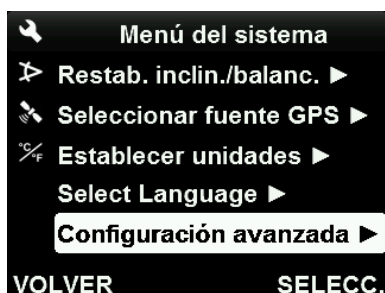 Menú del sistema
Restab. inclin./balanc. ▶
Seleccionar fuente GPS ▶
°C/°F Establecer unidades ▶
Select Language ▶
Configuración avanzada ▶
VOLVER SELECC.